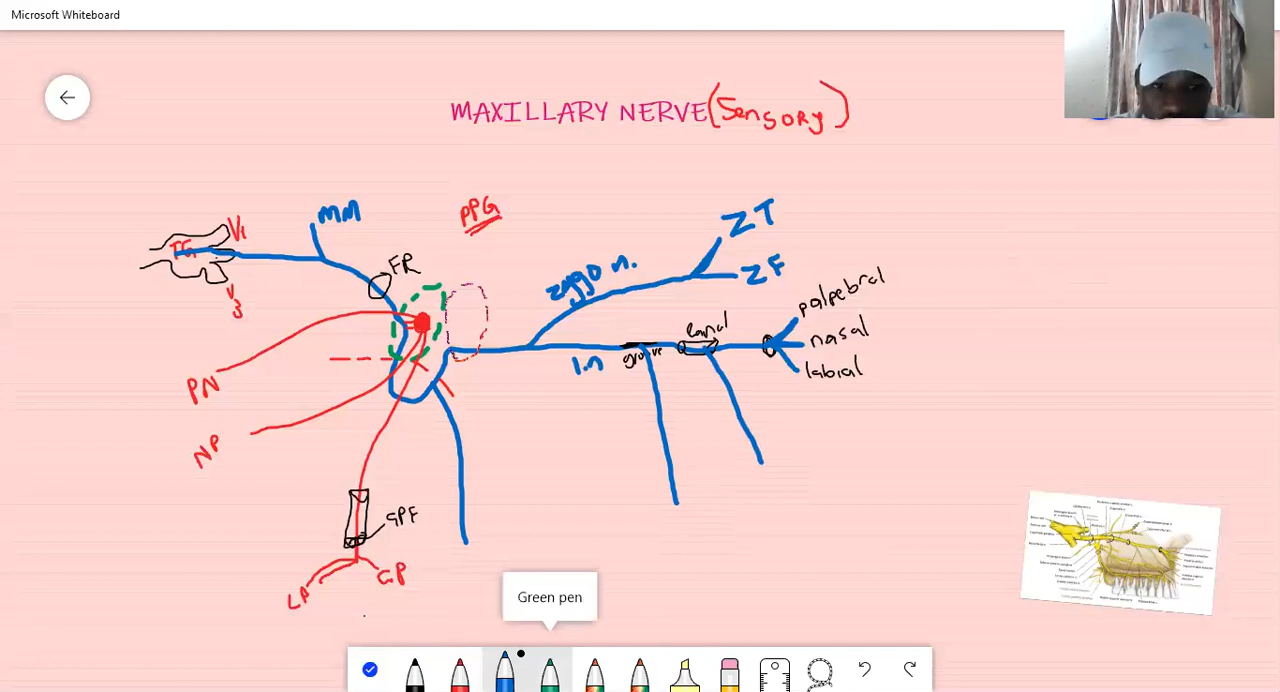 Microsoft Whiteboard
MAXILLARY NERVE (Sensory)
MM
PPG
ZT
TG
V1
FR
zygo n.
ZF
V3
palpebral
canal
nasal
groove
I.n
labial
PN
NP
GPF
GP
LP
Green pen